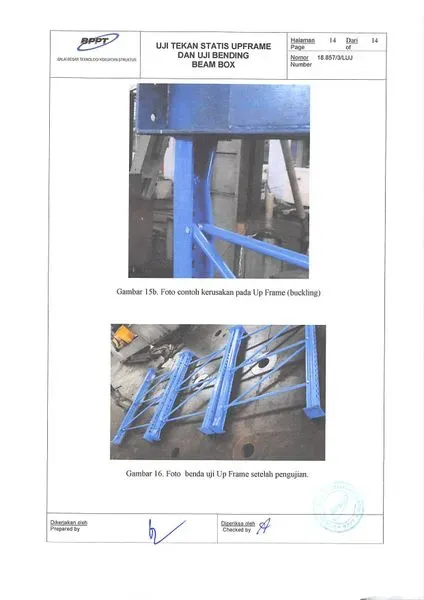 BPPT
BALAI BESAR TEKNOLOGI KEKUATAN STRUKTUR
UJI TEKAN STATIS UPFRAME
DAN UJI BENDING
BEAM BOX
Halaman 14 Dari 14
Page of
Nomor 18.857/3/LUJ
Number
Gambar 15b. Foto contoh kerusakan pada Up Frame (buckling)
Gambar 16. Foto benda uji Up Frame setelah pengujian.
Dikerjakan oleh
Prepared by
Diperiksa oleh
Checked by